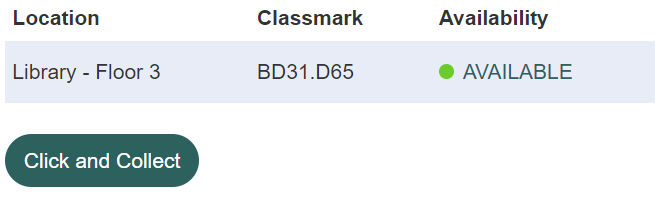 Location Classmark Availability
Library - Floor 3 BD31.D65 AVAILABLE
Click and Collect